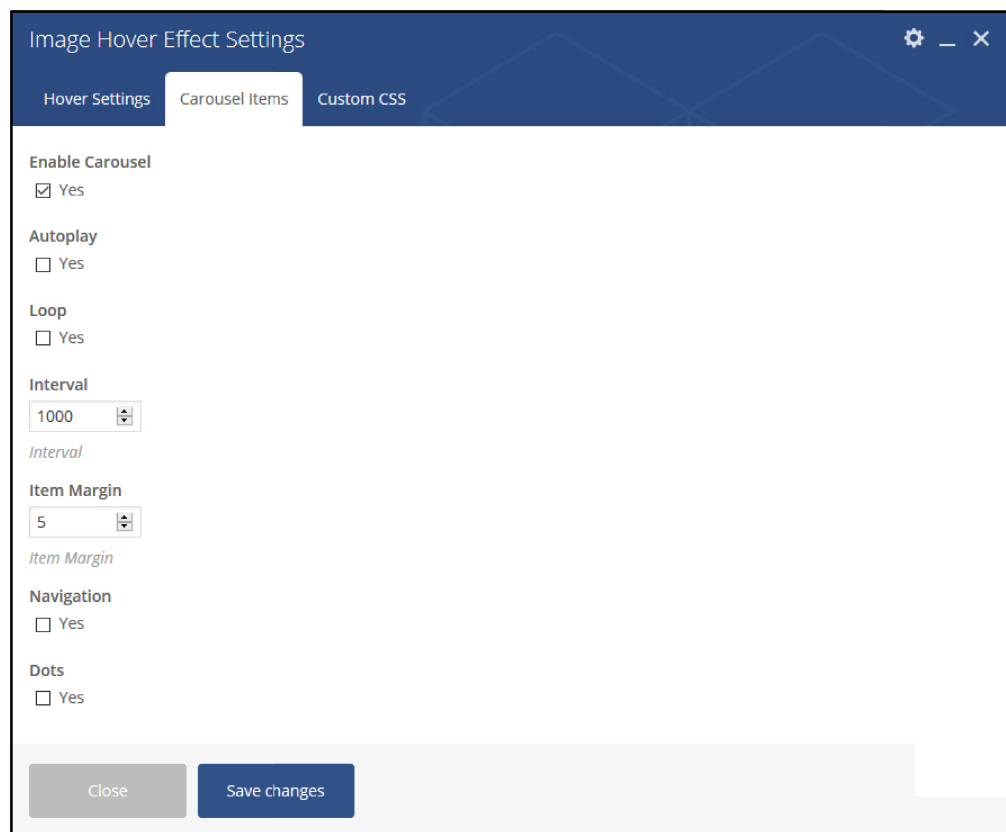 Image Hover Effect Settings
Hover Settings Carousel Items Custom CSS
Enable Carousel
Yes
Autoplay
Yes
Loop
Yes
Interval
1000
Interval
Item Margin
5
Item Margin
Navigation
Yes
Dots
Yes
Close Save changes